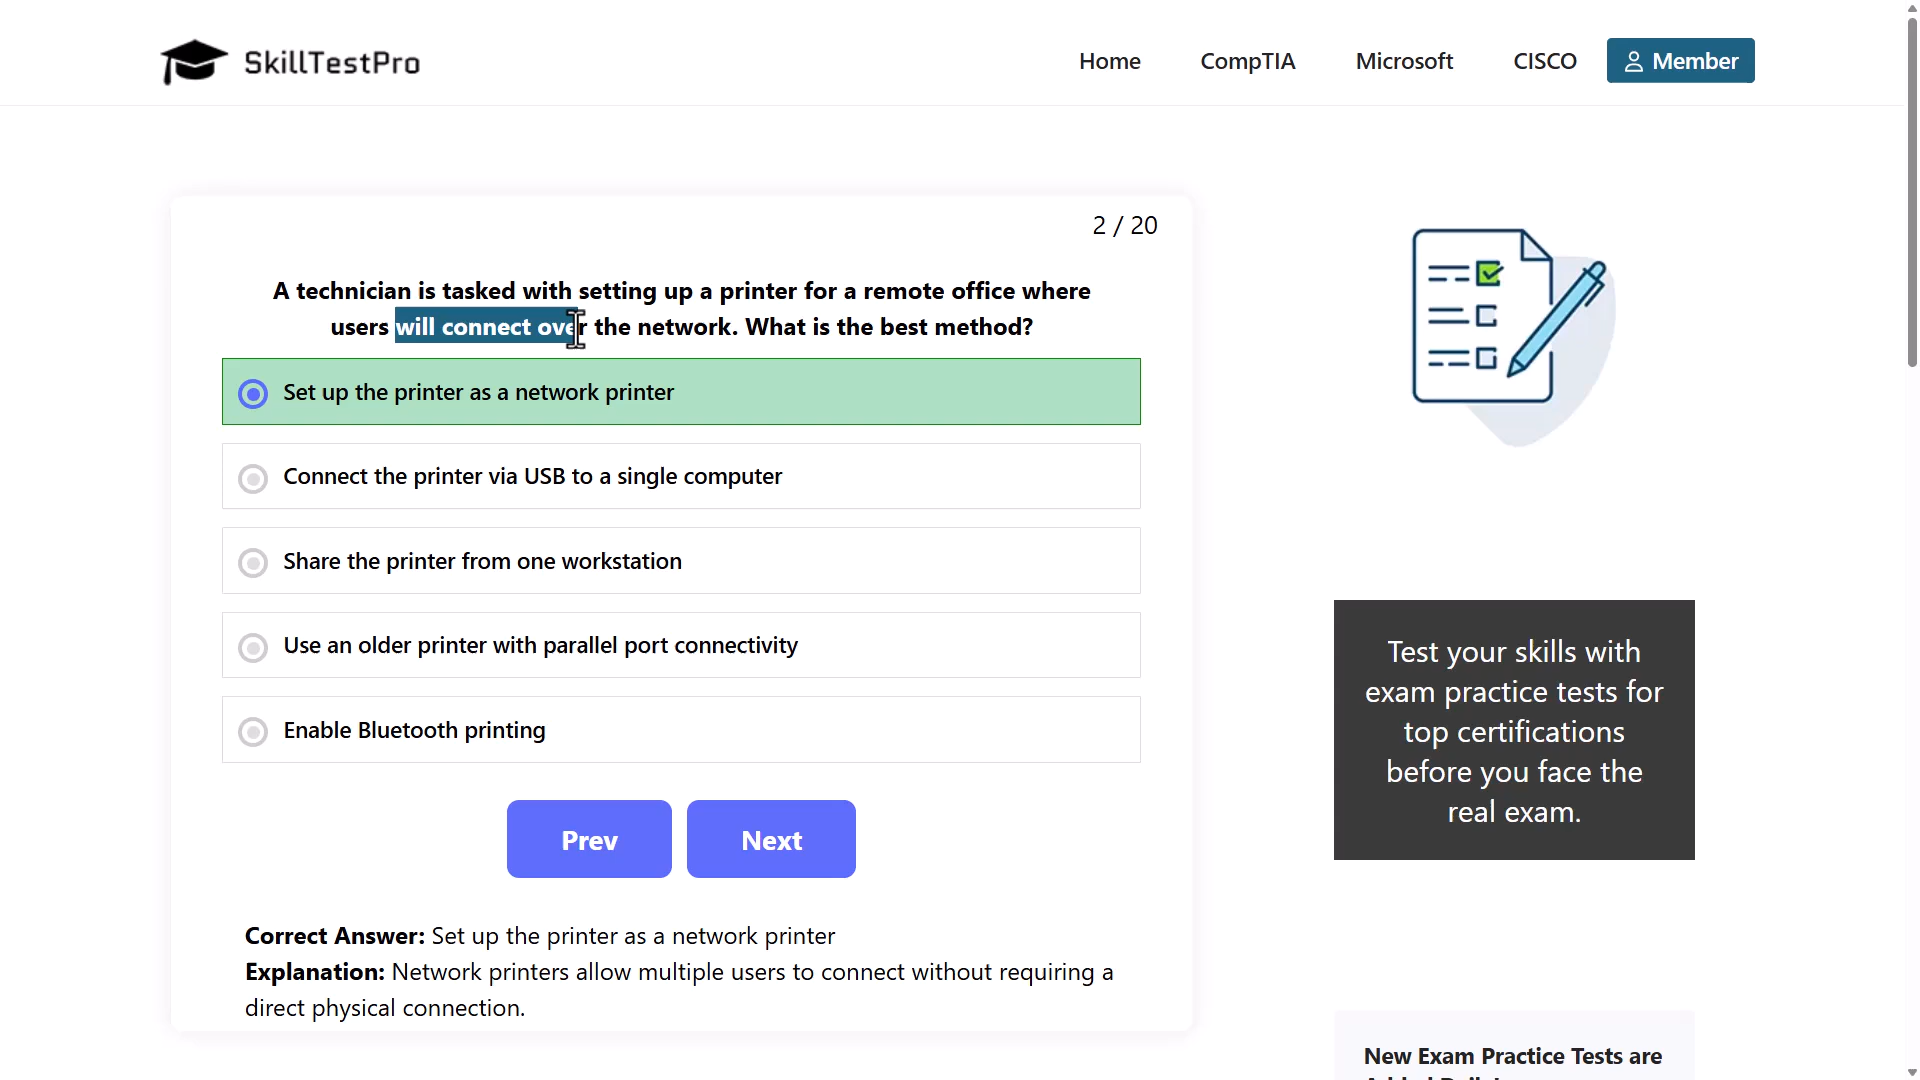 SkillTestPro
Home
CompTIA
Microsoft
CISCO
Member
2 / 20
A technician is tasked with setting up a printer for a remote office where
users will connect over the network. What is the best method?
Set up the printer as a network printer
Connect the printer via USB to a single computer
Share the printer from one workstation
Use an older printer with parallel port connectivity
Enable Bluetooth printing
Prev
Next
Correct Answer: Set up the printer as a network printer
Explanation: Network printers allow multiple users to connect without requiring a
direct physical connection.
Test your skills with
exam practice tests for
top certifications
before you face the
real exam.
New Exam Practice Tests are